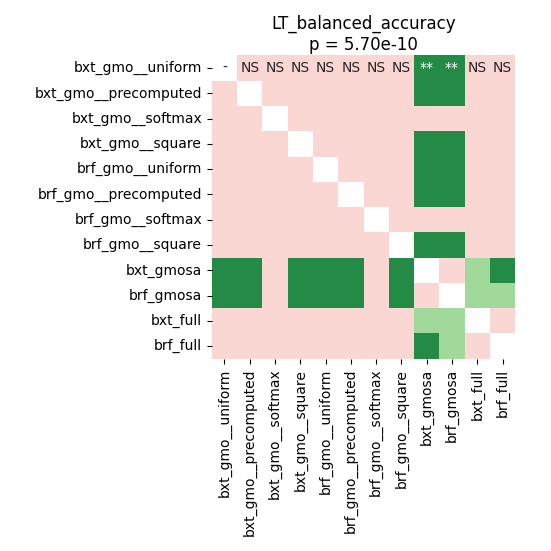 LT_balanced_accuracy
p = 5.70e-10
bxt_gmo__uniform - NS NS NS NS NS NS NS ** ** NS NS
bxt_gmo__precomputed
bxt_gmo__softmax
bxt_gmo__square
brf_gmo__uniform
brf_gmo__precomputed
brf_gmo__softmax
brf_gmo__square
bxt_gmosa
brf_gmosa
bxt_full
brf_full
bxt_gmo__uniform
bxt_gmo__precomputed
bxt_gmo__softmax
bxt_gmo__square
brf_gmo__uniform
brf_gmo__precomputed
brf_gmo__softmax
brf_gmo__square
bxt_gmosa
brf_gmosa
bxt_full
brf_full